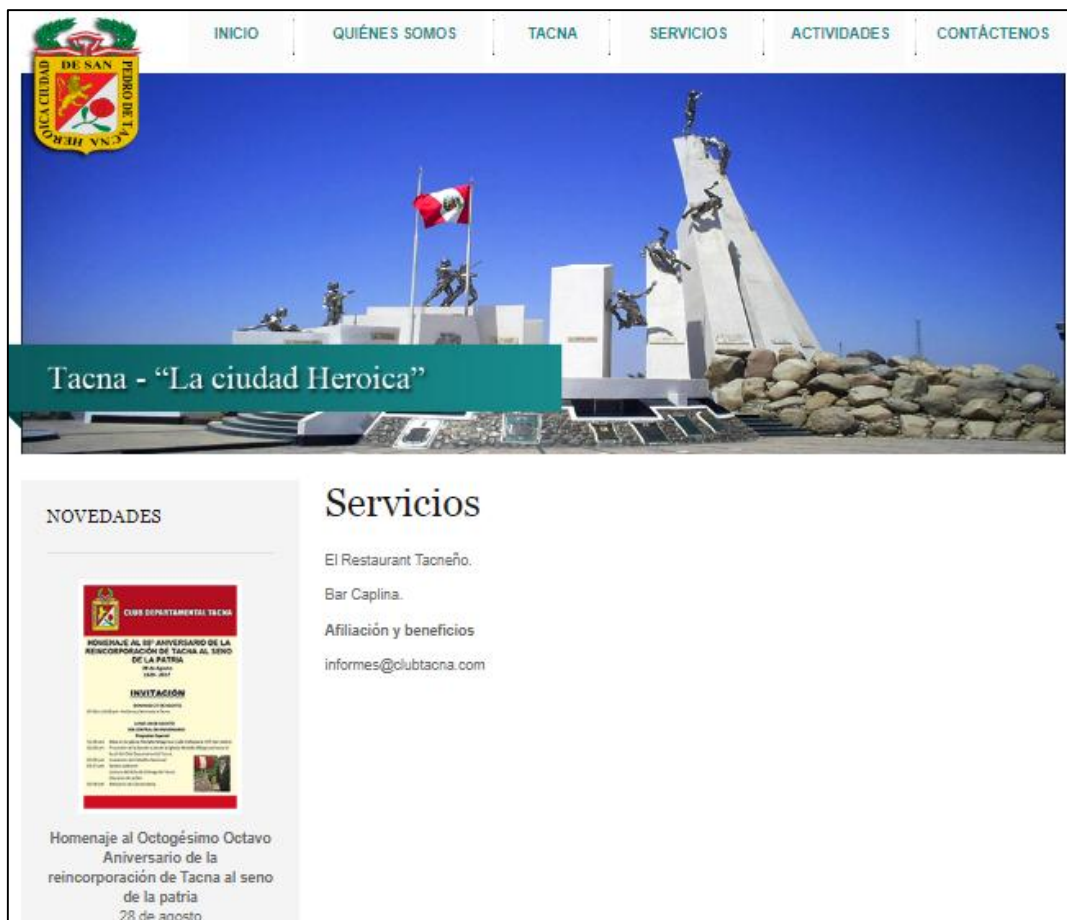 INICIO
QUIÉNES SOMOS
TACNA
SERVICIOS
ACTIVIDADES
CONTÁCTENOS
HEROICA CIUDAD DE SAN PEDRO DE TACNA
Tacna - “La ciudad Heroica”
NOVEDADES
CLUB DEPARTAMENTAL TACNA
HOMENAJE AL 88° ANIVERSARIO DE LA
REINCORPORACIÓN DE TACNA AL SENO
DE LA PATRIA
INVITACIÓN
Homenaje al Octogésimo Octavo
Aniversario de la
reincorporación de Tacna al seno
de la patria
28 de agosto
Servicios
El Restaurant Tacneño.
Bar Caplina.
Afiliación y beneficios
informes@clubtacna.com